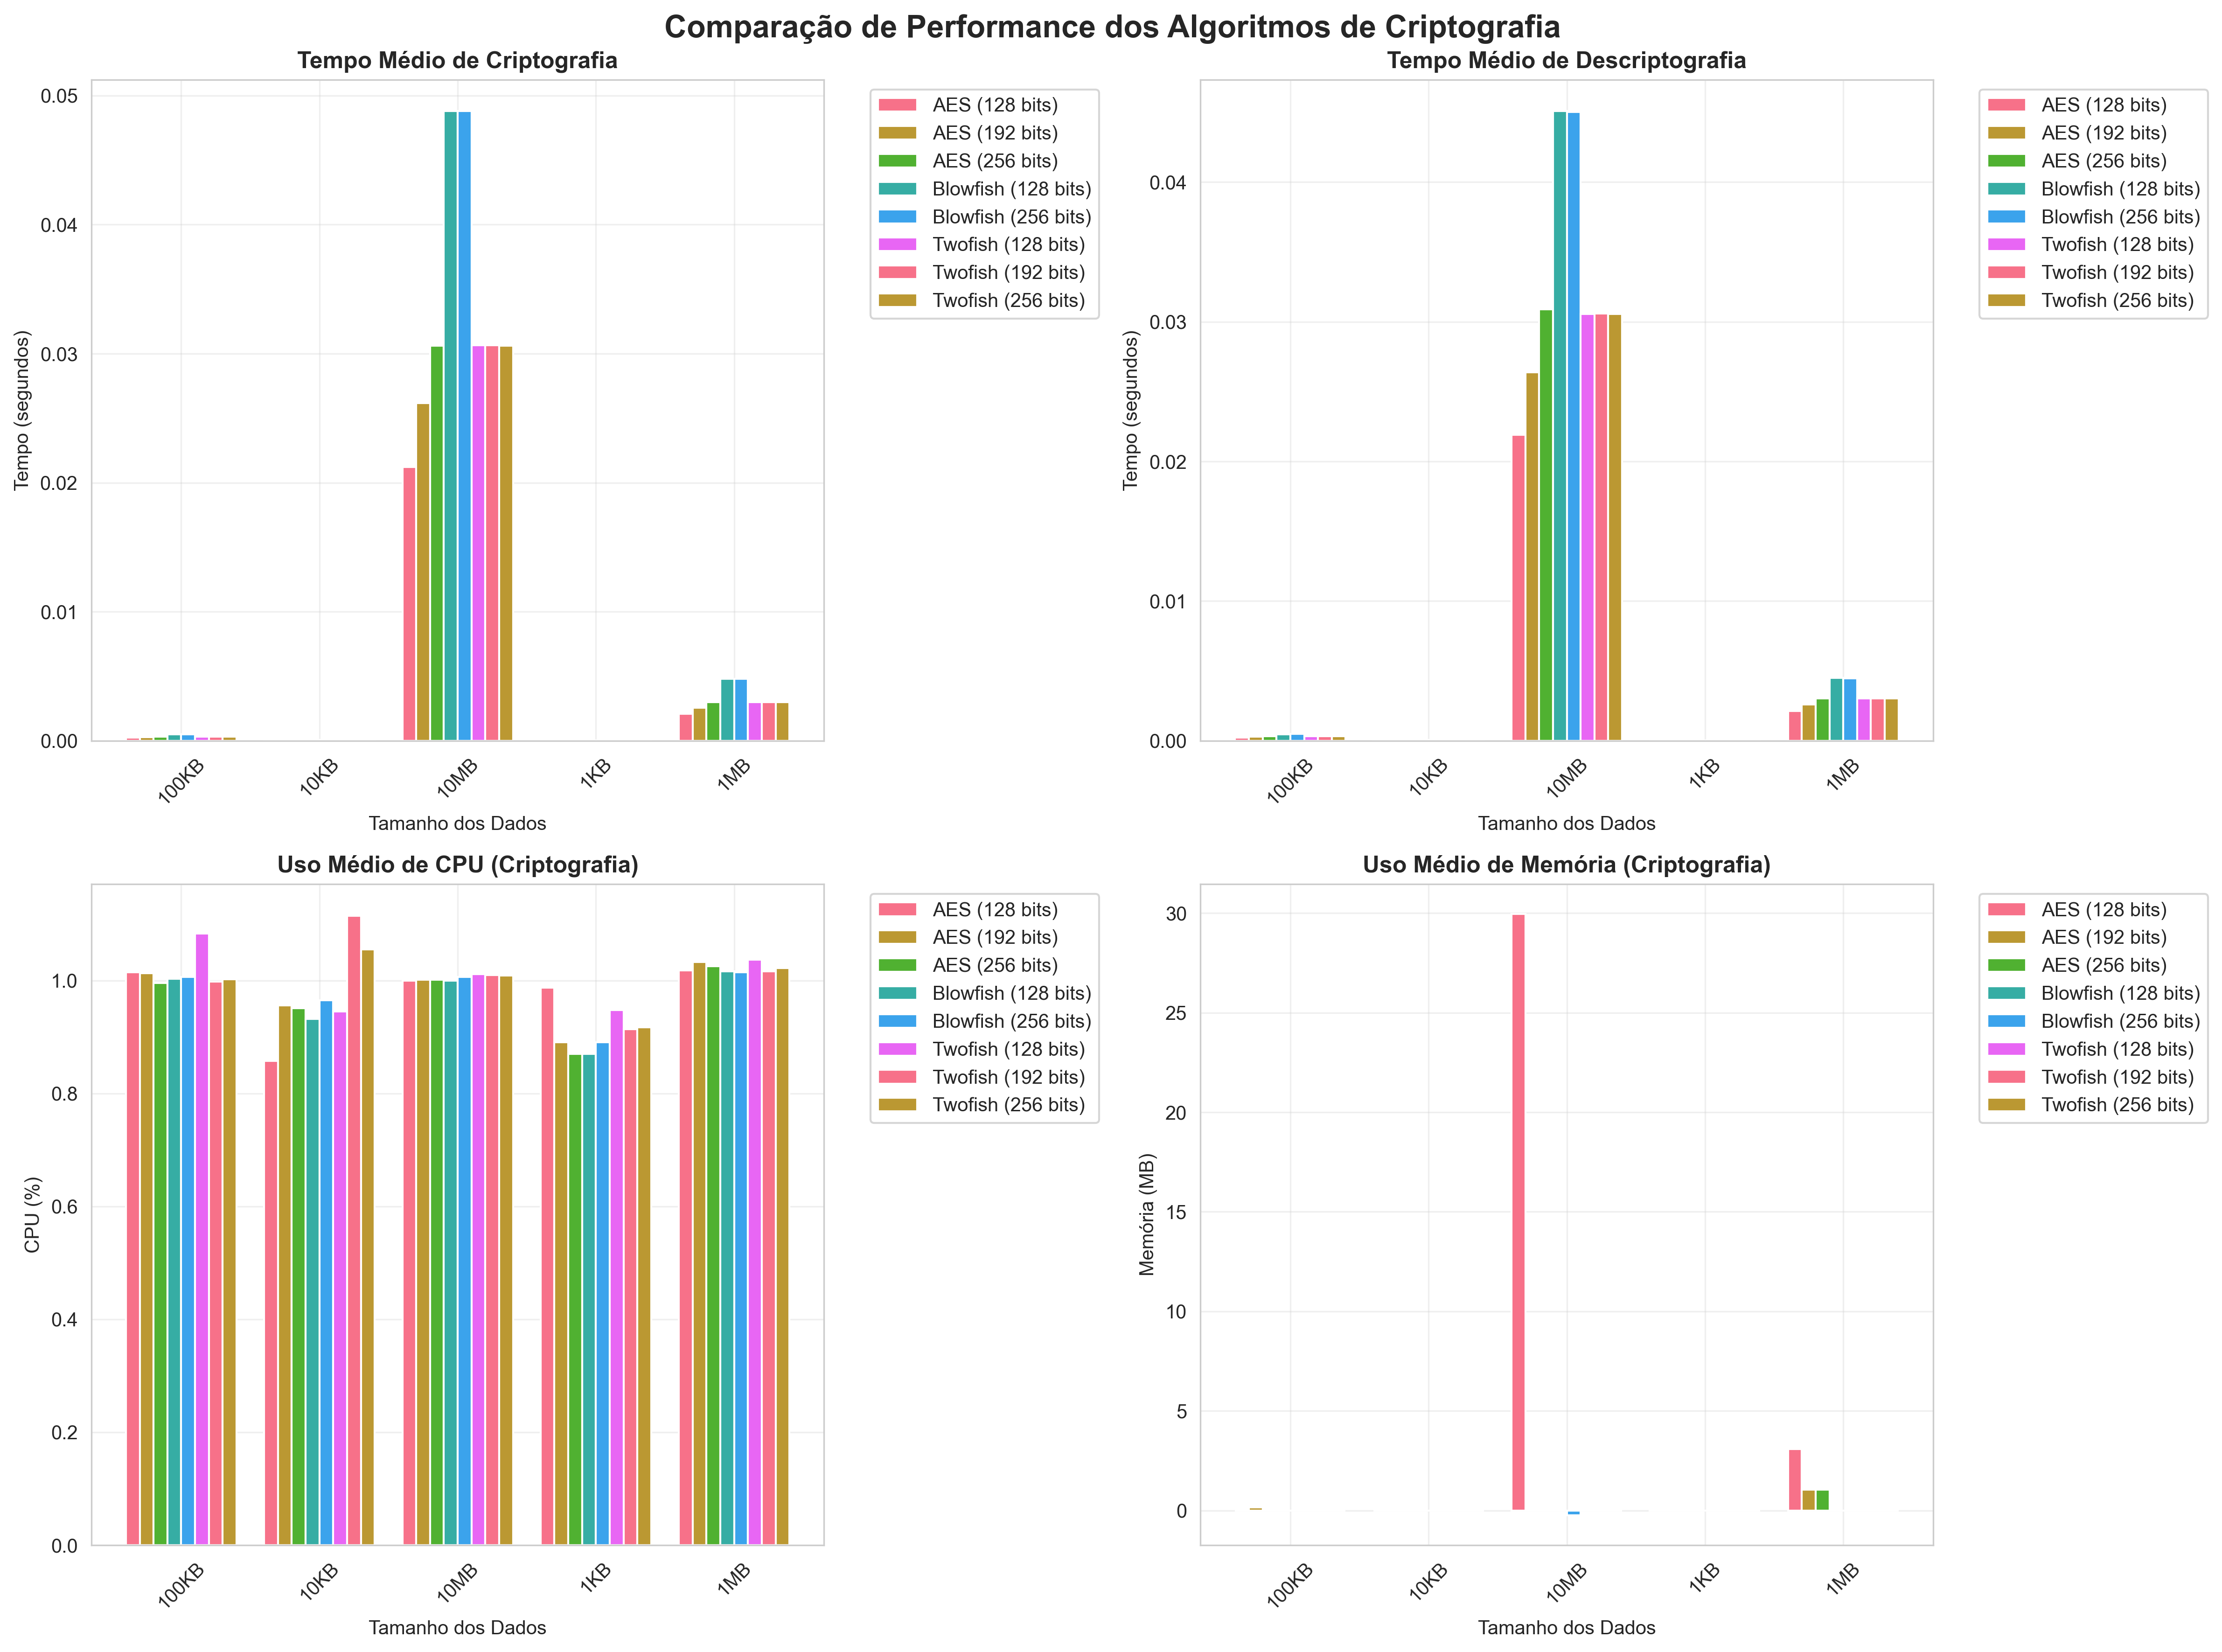 Comparação de Performance dos Algoritmos de Criptografia
Tempo Médio de Criptografia
Tempo (segundos)
0.05
0.04
0.03
0.02
0.01
0.00
100KB
10KB
10MB
1KB
1MB
Tamanho dos Dados
AES (128 bits)
AES (192 bits)
AES (256 bits)
Blowfish (128 bits)
Blowfish (256 bits)
Twofish (128 bits)
Twofish (192 bits)
Twofish (256 bits)
Tempo Médio de Descriptografia
Tempo (segundos)
0.04
0.03
0.02
0.01
0.00
100KB
10KB
10MB
1KB
1MB
Tamanho dos Dados
AES (128 bits)
AES (192 bits)
AES (256 bits)
Blowfish (128 bits)
Blowfish (256 bits)
Twofish (128 bits)
Twofish (192 bits)
Twofish (256 bits)
Uso Médio de CPU (Criptografia)
CPU (%)
1.0
0.8
0.6
0.4
0.2
0.0
100KB
10KB
10MB
1KB
1MB
Tamanho dos Dados
AES (128 bits)
AES (192 bits)
AES (256 bits)
Blowfish (128 bits)
Blowfish (256 bits)
Twofish (128 bits)
Twofish (192 bits)
Twofish (256 bits)
Uso Médio de Memória (Criptografia)
Memória (MB)
30
25
20
15
10
5
0
100KB
10KB
10MB
1KB
1MB
Tamanho dos Dados
AES (128 bits)
AES (192 bits)
AES (256 bits)
Blowfish (128 bits)
Blowfish (256 bits)
Twofish (128 bits)
Twofish (192 bits)
Twofish (256 bits)